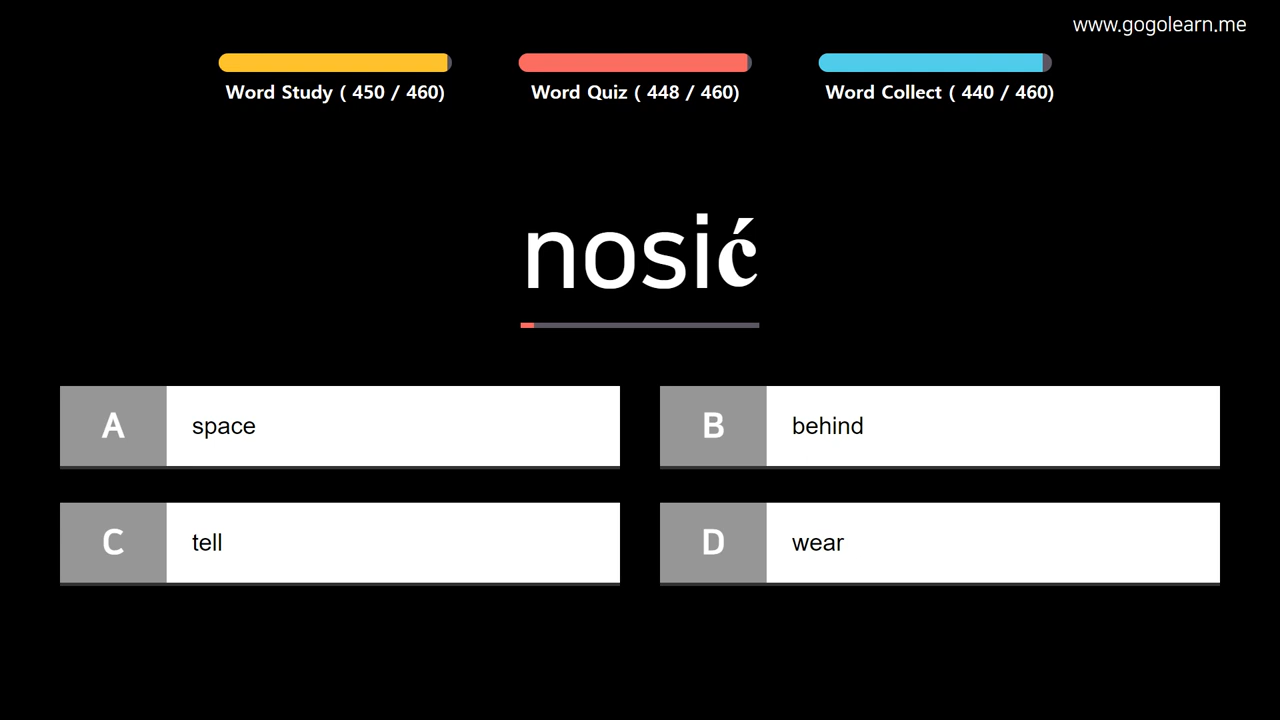 www.gogolearn.me
Word Study ( 450 / 460)
Word Quiz ( 448 / 460)
Word Collect ( 440 / 460)
nosić
A space
B behind
C tell
D wear